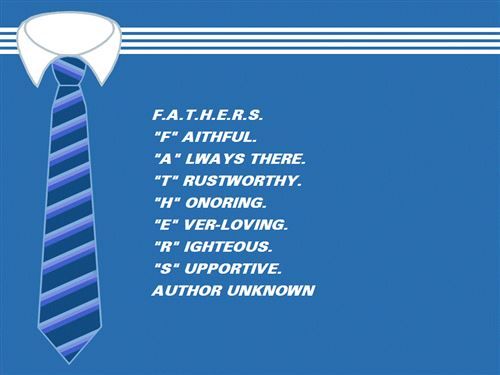 F.A.T.H.E.R.S.
"F" AITHFUL.
"A" LWAYS THERE.
"T" RUSTWORTHY.
"H" ONORING.
"E" VER-LOVING.
"R" IGHTEOUS.
"S" UPPORTIVE.
AUTHOR UNKNOWN